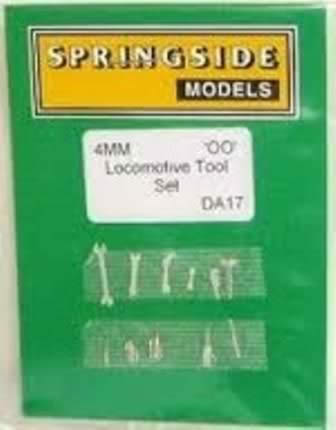 SPRINGSIDE
MODELS
4MM 'OO'
Locomotive Tool
Set
DA17